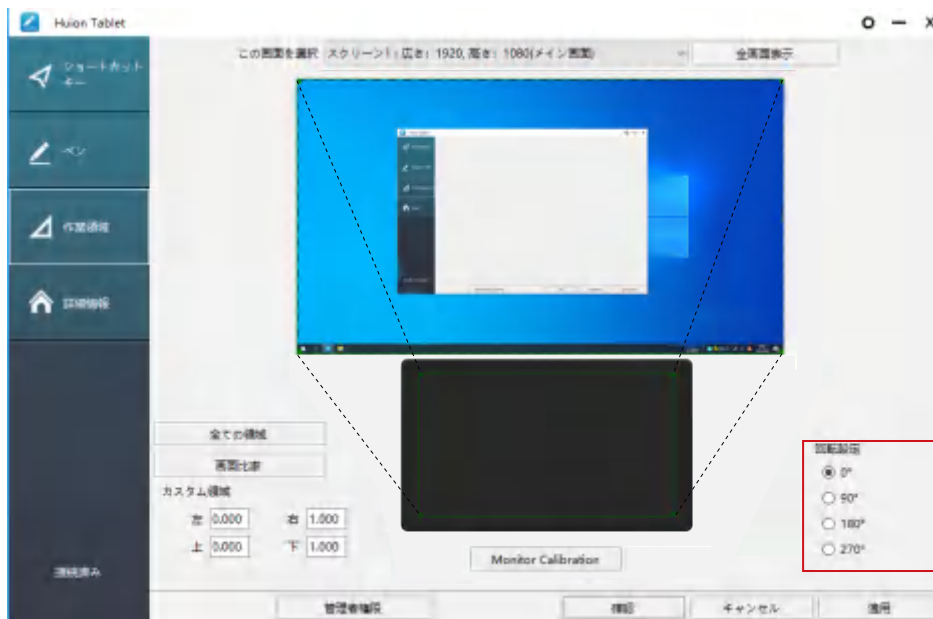 Huion Tablet
この画面を選択 スクリーン1: 広さ: 1920, 高さ: 1080(メイン画面)
全画面表示
ショートカット
キー
ペン
作業領域
詳細情報
接続済み
全ての領域
画面比率
カスタム領域
左 0.000 右 1.000
上 0.000 下 1.000
Monitor Calibration
回転設定
0°
90°
180°
270°
管理者権限
確認
キャンセル
適用